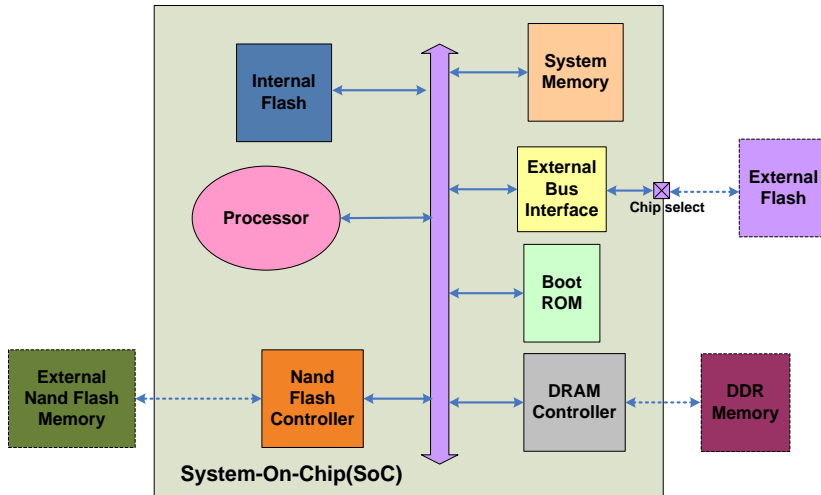 Internal
Flash
System
Memory
Processor
External
Bus
Interface
Chip select
External
Flash
Boot
ROM
External
Nand Flash
Memory
Nand
Flash
Controller
DRAM
Controller
DDR
Memory
System-On-Chip(SoC)